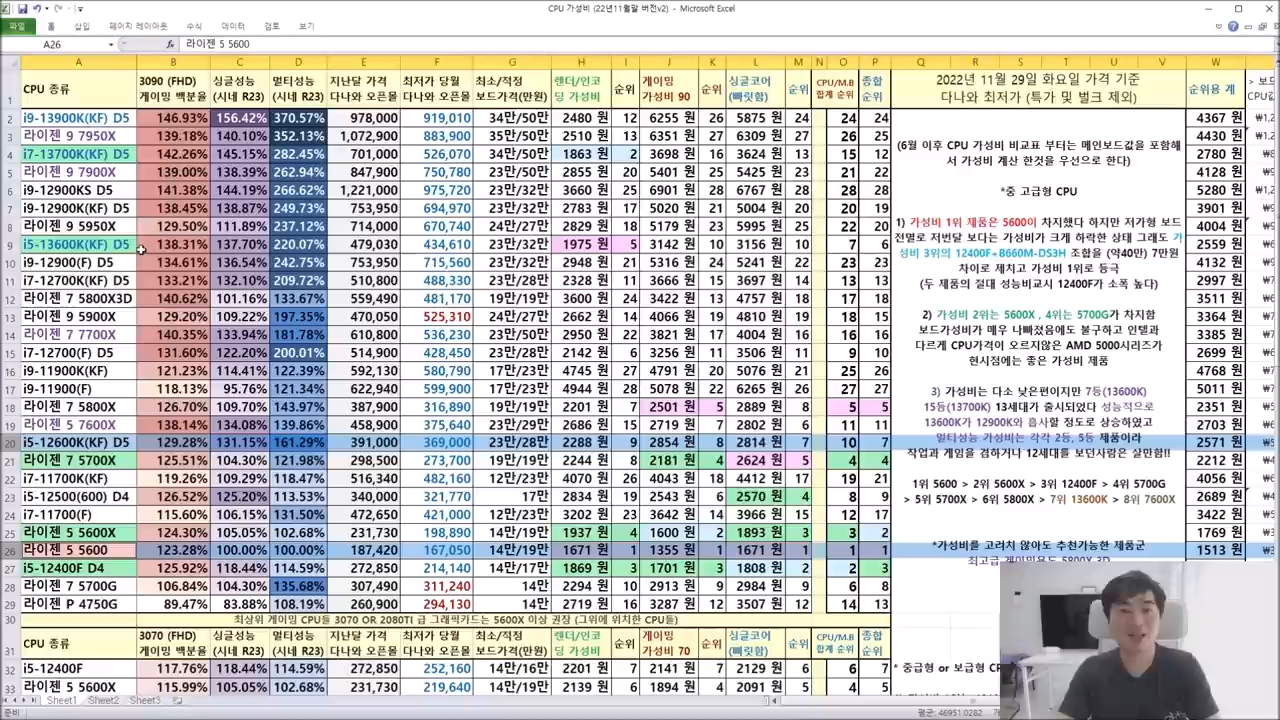 CPU 가성비 (22년11월말 버전v2) - Microsoft Excel
파일 홈 삽입 페이지 레이아웃 수식 데이터 검토 보기
A26 fx 라이젠 5 5600
A B C D E F G H I J K L M N O P Q R S T U V W
1 CPU 종류 3090 (FHD) 게이밍 백분율 싱글성능 (시네 R23) 멀티성능 (시네 R23) 지난달 가격 다나와 오픈몰 최저가 당월 다나와 오픈몰 최소/적정 보드가격(만원) 렌더/인코딩 가성비 순위 게이밍 가성비 90 순위 싱글코어 (빠릿함) 순위 CPU/M.B 합계 순위 종합 순위 2022년 11월 29일 화요일 가격 기준 다나와 최저가 (특가 및 벌크 제외) 순위용 계
2 i9-13900K(KF) D5 146.93% 156.42% 370.57% 978,000 919,010 34만/50만 2480 원 12 6255 원 26 5875 원 24 24 24 4367 원
3 라이젠 9 7950X 139.18% 140.10% 352.13% 1,072,900 883,900 35만/50만 2510 원 13 6351 원 27 6309 원 27 26 25 4430 원
4 i7-13700K(KF) D5 142.26% 145.15% 282.45% 701,000 526,070 34만/50만 1863 원 2 3698 원 16 3624 원 13 15 12 2780 원
5 라이젠 9 7900X 139.00% 138.39% 262.94% 847,900 750,780 34만/50만 2855 원 20 5401 원 25 5425 원 23 21 22 4128 원
6 i9-12900KS D5 141.38% 144.19% 266.62% 1,221,000 975,720 23만/32만 3660 원 25 6901 원 28 6767 원 28 28 28 5280 원
7 i9-12900K(KF) D5 138.45% 138.87% 249.73% 753,950 694,970 23만/32만 2783 원 17 5020 원 21 5004 원 22 20 19 3901 원
8 라이젠 9 5950X 129.50% 111.89% 237.12% 714,000 670,740 24만/27만 2829 원 18 5179 원 23 5995 원 25 22 22 4004 원
9 i5-13600K(KF) D5 138.31% 137.70% 220.07% 479,030 434,610 23만/32만 1975 원 5 3142 원 10 3156 원 10 7 6 2559 원
10 i9-12900(F) D5 134.61% 136.54% 242.75% 715,560 23만/32만 2948 원 21 5316 원 24 5241 원 22 23 23 4132 원
11 i7-12700K(KF) D5 133.21% 132.10% 209.72% 510,800 488,330 23만/32만 2328 원 11 3666 원 15 3697 원 14 13 13 2997 원
12 라이젠 7 5800X3D 140.62% 101.16% 133.67% 559,490 481,170 19만/19만 3600 원 24 3422 원 13 4757 원 18 17 18 3511 원
13 라이젠 9 5900X 129.20% 109.22% 197.35% 470,050 525,310 24만/27만 2662 원 14 4066 원 19 4810 원 19 18 15 3364 원
14 라이젠 7 7700X 140.35% 133.94% 181.78% 610,800 536,230 2950 원 22 3821 원 17 4004 원 16 16 16 3385 원
15 i7-12700(F) D5 131.60% 122.20% 200.01% 514,900 428,450 23만/28만 2142 원 6 3256 원 11 3506 원 11 9 10 2699 원
16 i9-11900K(KF) 121.23% 114.41% 122.39% 592,130 580,790 17만/23만 4725 원 27 4791 원 20 5076 원 21 25 26 4768 원
17 i9-11900(F) 118.13% 95.76% 121.34% 622,940 599,900 17만/23만 4944 원 28 5078 원 22 6265 원 26 27 27 5011 원
18 라이젠 7 5800X 126.70% 109.70% 143.97% 387,900 316,890 19만/19만 2201 원 7 2501 원 5 2889 원 8 5 5 2351 원
19 라이젠 5 7600X 138.14% 134.08% 139.86% 458,900 375,570 2686 원 15 2719 원 7 2802 원 6 11 11 2703 원
20 i5-12600K(KF) D5 129.28% 131.15% 161.29% 391,000 369,000 23만/28만 2288 원 9 2854 원 8 2814 원 7 10 7 2571 원
21 라이젠 7 5700X 125.51% 104.30% 121.98% 298,500 273,700 19만/19만 2244 원 8 2181 원 4 2624 원 5 4 4 2212 원
22 i7-11700K(KF) 119.26% 109.29% 118.47% 516,340 482,160 12만/23만 4070 원 26 4043 원 18 4412 원 17 19 21 4056 원
23 i5-12500(600) D4 126.52% 125.20% 113.53% 340,000 321,770 17만 2834 원 19 2543 원 6 2570 원 4 8 9 2689 원
24 i7-11700(F) 115.60% 106.15% 131.50% 472,650 421,000 12만/23만 3202 원 23 3642 원 14 3966 원 15 12 17 3422 원
25 라이젠 5 5600X 124.30% 105.05% 102.68% 231,730 198,890 14만/19만 1937 원 4 1600 원 2 1893 원 3 3 2 1769 원
26 라이젠 5 5600 123.28% 100.00% 100.00% 187,420 167,050 14만/19만 1671 원 1 1355 원 1 1671 원 1 1 1 1513 원
27 i5-12400F D4 125.92% 118.44% 114.59% 272,850 214,140 14만/17만 1869 원 3 1701 원 3 1808 원 2 2 3
28 라이젠 7 5700G 106.84% 104.30% 135.68% 307,490 311,240 14만 2294 원 10 2913 원 9 2984 원 9 6 8
29 라이젠 P 4750G 89.47% 83.88% 108.19% 260,900 294,130 14만 2719 원 16 3287 원 12 3507 원 12 14 13
30 최상위 게이밍 CPU들 3070 OR 2080TI 급 그래픽카드는 5600X 이상 권장 (그위에 위치한 CPU들)
31 CPU 종류 3070 (FHD) 게이밍 백분율 싱글성능 (시네 R23) 멀티성능 (시네 R23) 지난달 가격 다나와 오픈몰 최저가 당월 다나와 오픈몰 최소/적정 보드가격(만원) 렌더/인코딩 가성비 순위 게이밍 가성비 70 순위 싱글코어 (빠릿함) 순위 CPU/M.B 합계 순위 종합 순위
32 i5-12400F 117.76% 118.44% 114.59% 272,850 252,160 14만/16만 2201 원 7 2141 원 7 2129 원 6 6 7
33 라이젠 5 5600X 115.99% 105.05% 102.68% 231,730 219,640 14만/19만 2139 원 6 1894 원 4 2091 원 5 4 5
(6월 이후 CPU 가성비 비교표 부터는 메인보드값을 포함해
서 가성비 계산 한것을 우선으로 한다)
*중 고급형 CPU
1) 가성비 1위 제품은 5600이 차지했다 하지만 저가형 보드
전멸로 저번달 보다는 가성비가 크게 하락한 상태 그래도 가
성비 3위의 12400F+B660M-DS3H 조합을 (약40만) 7만원
차이로 제치고 가성비 1위로 등극
(두 제품의 절대 성능비교시 12400F가 소폭 높다)
2) 가성비 2위는 5600X , 4위는 5700G가 차지함
보드가성비가 매우 나빠졌음에도 불구하고 인텔과
다르게 CPU가격이 오르지않은 AMD 5000시리즈가
현시점에는 좋은 가성비 제품
3) 가성비는 다소 낮은편이지만 7등(13600K)
15등(13700K) 13세대가 출시되었다 성능적으로
13600K가 12900K와 흡사할 정도로 상승하였고
멀티성능 가성비는 각각 2등, 5등 제품이라
작업과 게임을 겸하거나 12세대를 보던사람은 살만함!!
1위 5600 > 2위 5600X > 3위 12400F > 4위 5700G
> 5위 5700X > 6위 5800X > 7위 13600K > 8위 7600X
*가성비를 고려치 않아도 추천가능한 제품군
최고급 게이밍용도 5800X 3D
* 중급형 or 보급형
Sheet1 Sheet2 Sheet3
준비 평균: 46951.0282